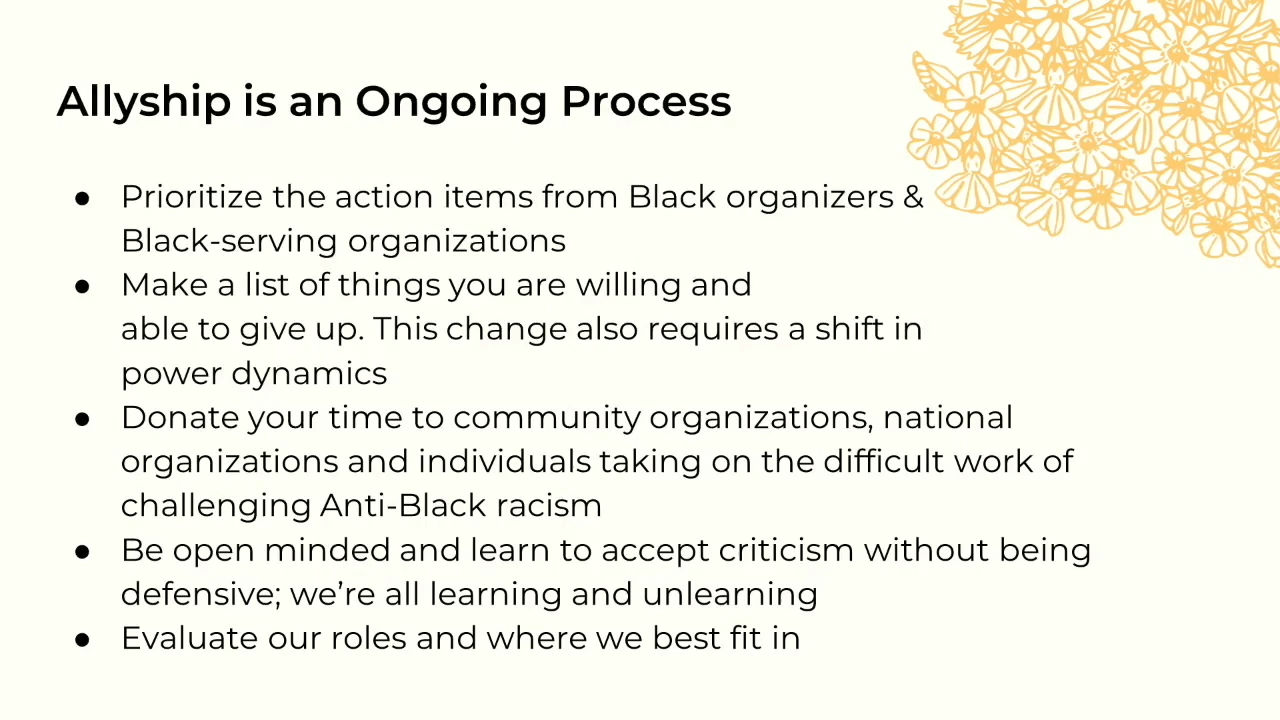 Allyship is an Ongoing Process
● Prioritize the action items from Black organizers &
Black-serving organizations
● Make a list of things you are willing and
able to give up. This change also requires a shift in
power dynamics
● Donate your time to community organizations, national
organizations and individuals taking on the difficult work of
challenging Anti-Black racism
● Be open minded and learn to accept criticism without being
defensive; we’re all learning and unlearning
● Evaluate our roles and where we best fit in